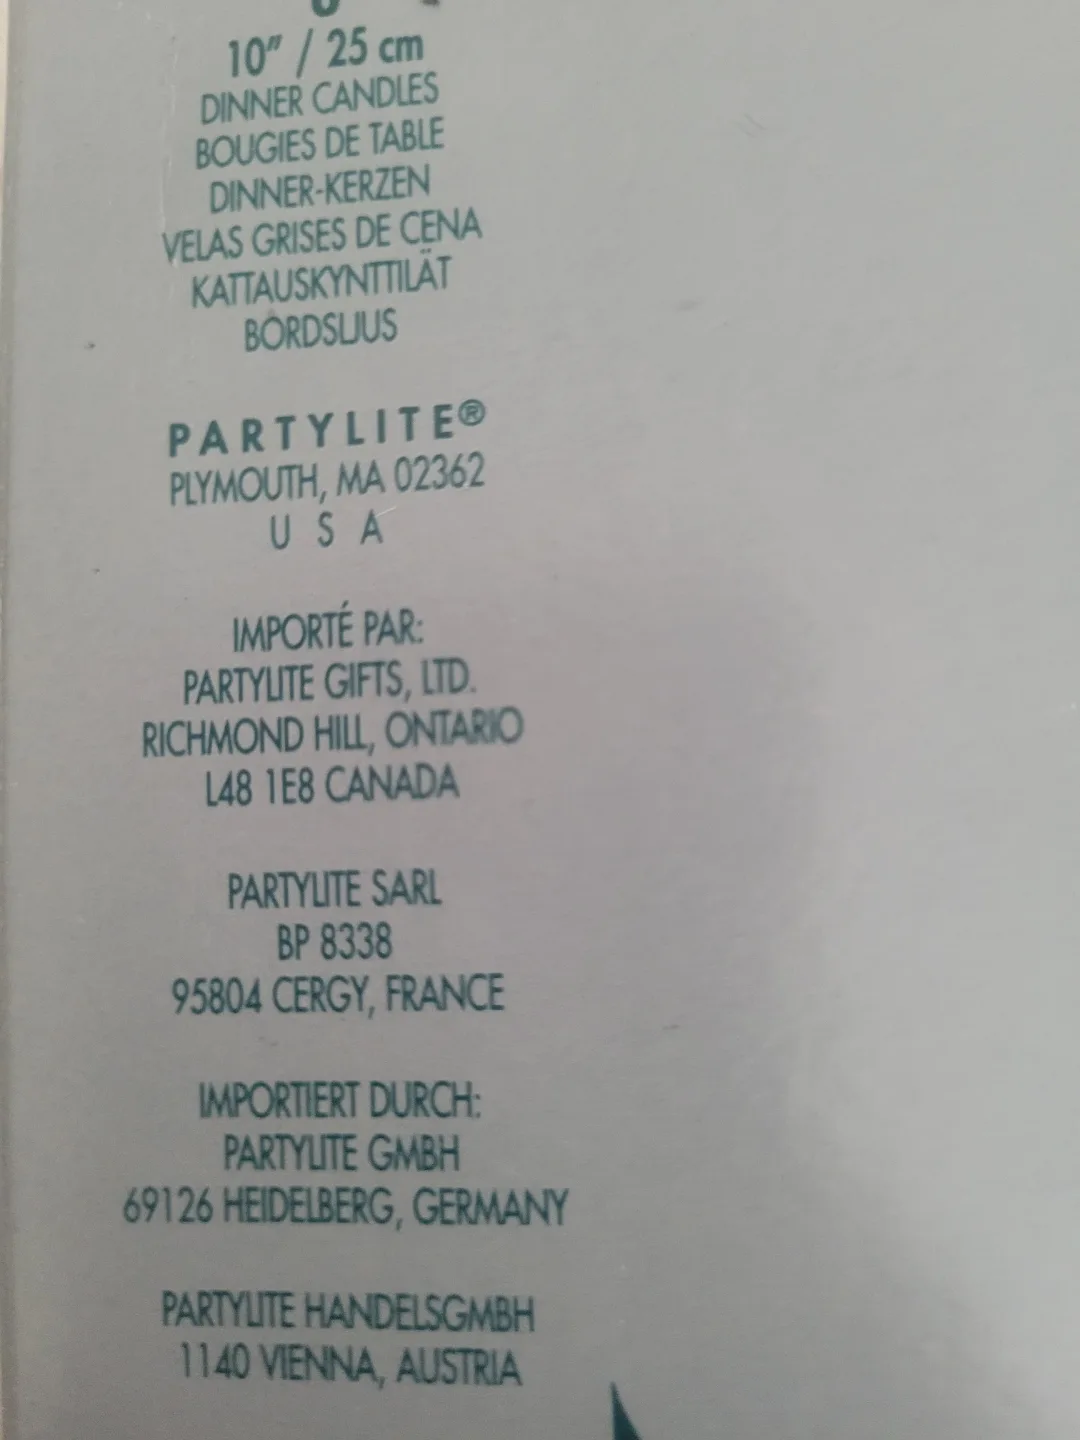 10" / 25 cm
DINNER CANDLES
BOUGIES DE TABLE
DINNER-KERZEN
VELAS GRISES DE CENA
KATTAUSKYNTTILÄT
BORDSLJUS
PARTYLITE®
PLYMOUTH, MA 02362
U S A
IMPORTÉ PAR:
PARTYLITE GIFTS, LTD.
RICHMOND HILL, ONTARIO
L48 1E8 CANADA
PARTYLITE SARL
BP 8338
95804 CERGY, FRANCE
IMPORTIERT DURCH:
PARTYLITE GMBH
69126 HEIDELBERG, GERMANY
PARTYLITE HANDELSGMBH
1140 VIENNA, AUSTRIA